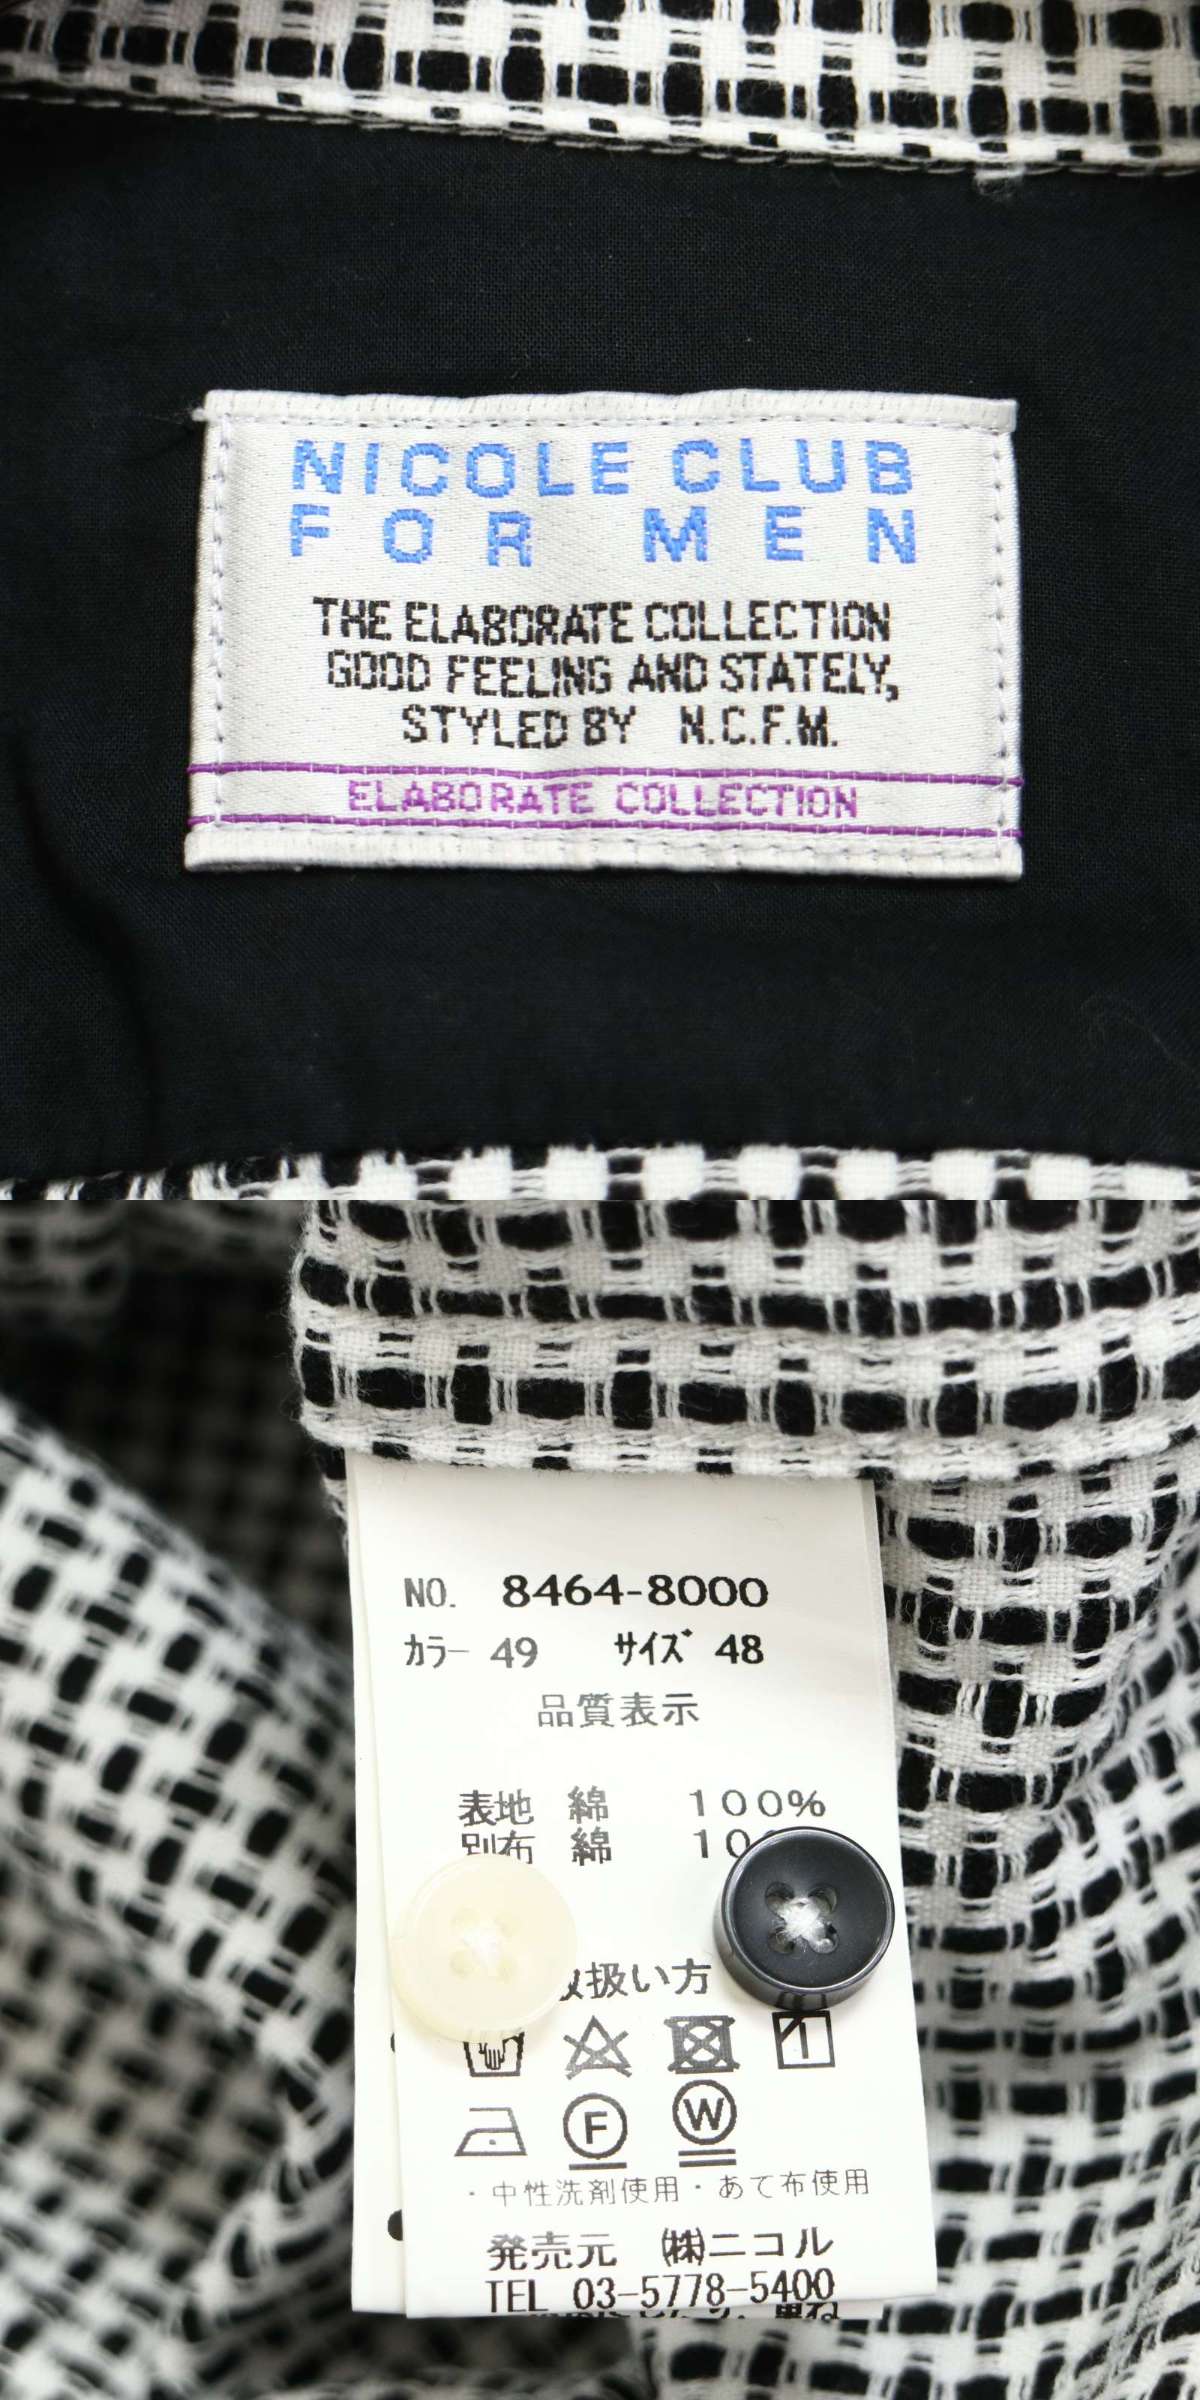 NICOLE CLUB
FOR MEN
THE ELABORATE COLLECTION
GOOD FEELING AND STATELY,
STYLED BY N.C.F.M.
ELABORATE COLLECTION
NO. 8464-8000
カラー 49 サイズ 48
品質表示
表地 綿 100%
別布 綿
扱い方
F W
・中性洗剤使用・あて布使用
発売元 ㈱ニコル
TEL 03-5778-5400